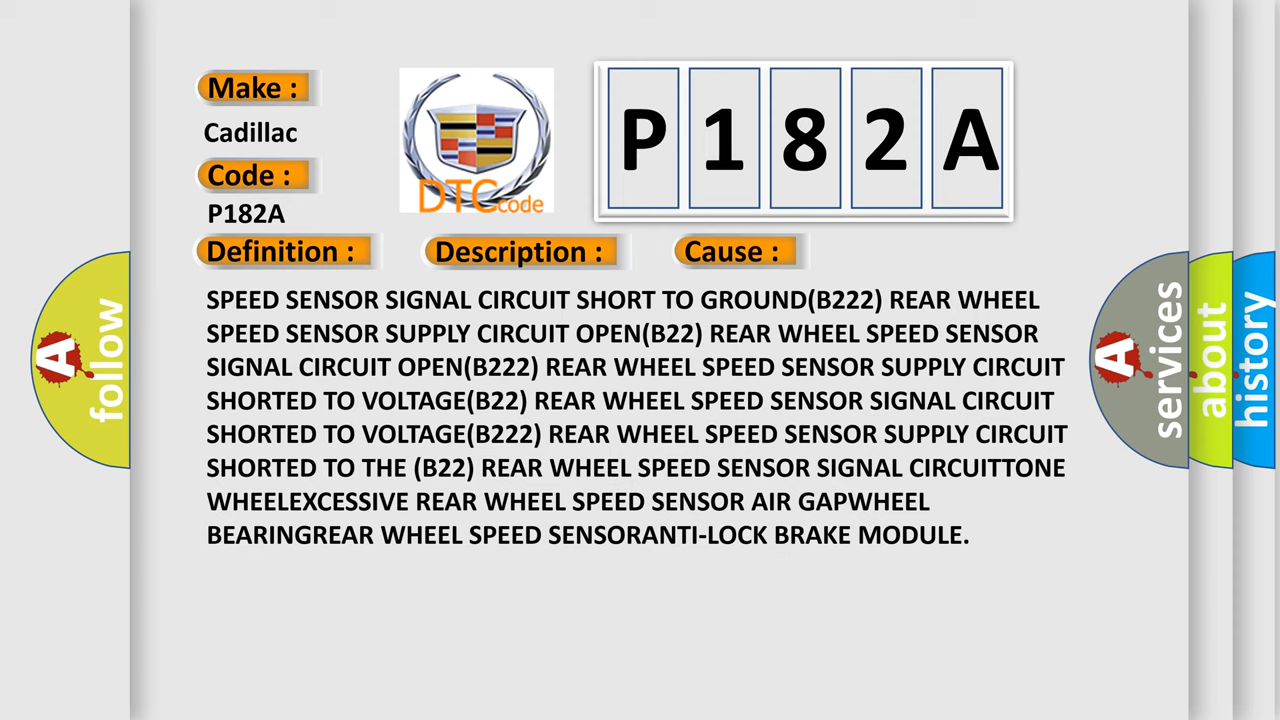 Make :
Cadillac
Code :
P182A
DTC code
P182A
Definition :
Description :
Cause :
SPEED SENSOR SIGNAL CIRCUIT SHORT TO GROUND(B222) REAR WHEEL
SPEED SENSOR SUPPLY CIRCUIT OPEN(B22) REAR WHEEL SPEED SENSOR
SIGNAL CIRCUIT OPEN(B222) REAR WHEEL SPEED SENSOR SUPPLY CIRCUIT
SHORTED TO VOLTAGE(B22) REAR WHEEL SPEED SENSOR SIGNAL CIRCUIT
SHORTED TO VOLTAGE(B222) REAR WHEEL SPEED SENSOR SUPPLY CIRCUIT
SHORTED TO THE (B22) REAR WHEEL SPEED SENSOR SIGNAL CIRCUITTONE
WHEELEXCESSIVE REAR WHEEL SPEED SENSOR AIR GAPWHEEL
BEARINGREAR WHEEL SPEED SENSORANTI-LOCK BRAKE MODULE.
A follow
A services
about
history